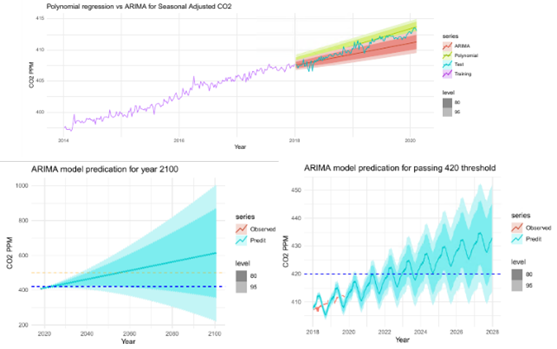 Polynomial regression vs ARIMA for Seasonal Adjusted CO2
415
410
405
400
CO2 PPM
2014
2016
2018
2020
Year
series
ARIMA
Polynomial
Test
Training
level
80
95
ARIMA model predication for year 2100
1000
800
600
400
200
CO2 PPM
2020
2040
2060
2080
2100
Year
series
Observed
Predit
level
80
95
ARIMA model predication for passing 420 threshold
450
440
430
420
410
CO2 PPM
2018
2020
2022
2024
2026
2028
Year
series
Observed
Predit
level
80
95